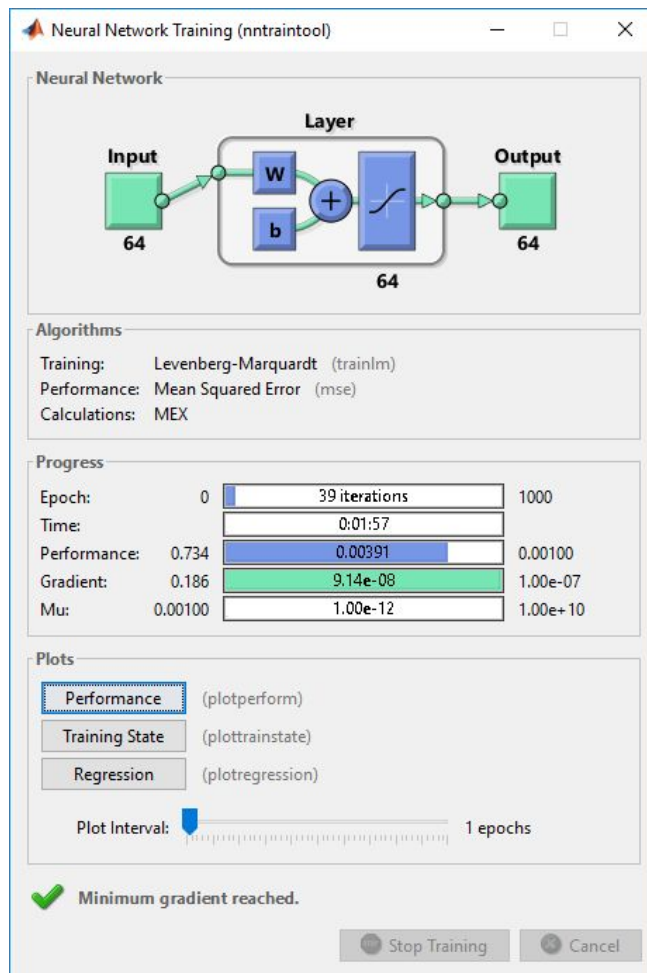 Neural Network Training (nntraintool)
Neural Network
Layer
Input
Output
W
b
+
64
64
64
Algorithms
Training: Levenberg-Marquardt (trainlm)
Performance: Mean Squared Error (mse)
Calculations: MEX
Progress
Epoch: 0 39 iterations 1000
Time: 0:01:57
Performance: 0.734 0.00391 0.00100
Gradient: 0.186 9.14e-08 1.00e-07
Mu: 0.00100 1.00e-12 1.00e+10
Plots
Performance (plotperform)
Training State (plottrainstate)
Regression (plotregression)
Plot Interval: 1 epochs
Minimum gradient reached.
Stop Training Cancel